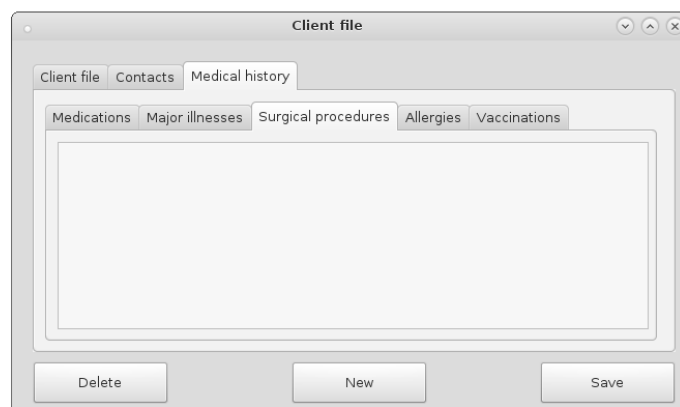 Client file
Client file Contacts Medical history
Medications Major illnesses Surgical procedures Allergies Vaccinations
Delete New Save